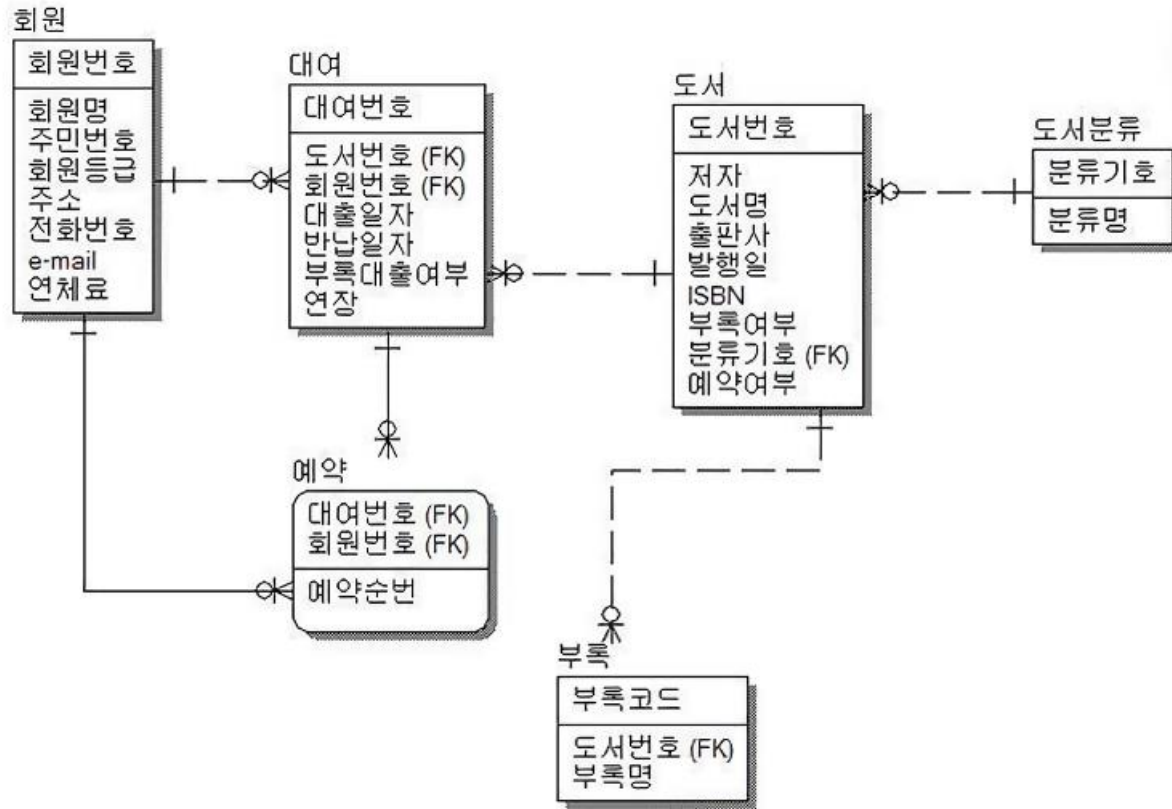 회원
회원번호
회원명
주민번호
회원등급
주소
전화번호
e-mail
연체료
대여
대여번호
도서번호 (FK)
회원번호 (FK)
대출일자
반납일자
부록대출여부
연장
도서
도서번호
저자
도서명
출판사
발행일
ISBN
부록여부
분류기호 (FK)
예약여부
도서분류
분류기호
분류명
예약
대여번호 (FK)
회원번호 (FK)
예약순번
부록
부록코드
도서번호 (FK)
부록명